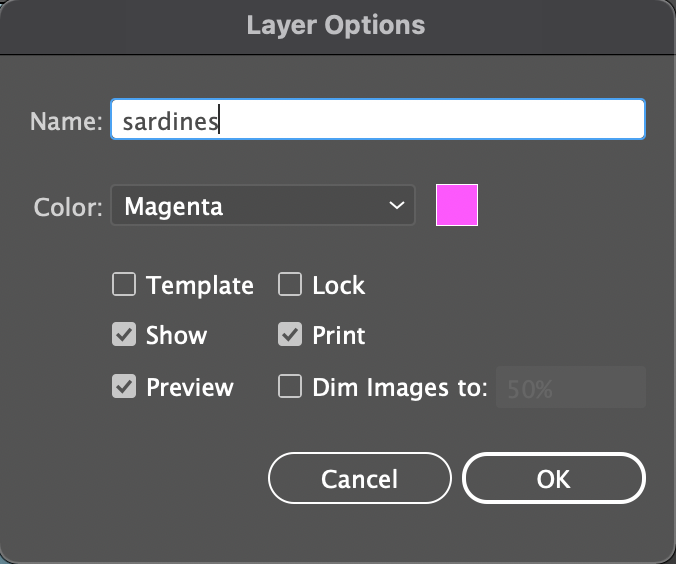 Layer Options
Name: sardines
Color: Magenta
Template Lock
Show Print
Preview Dim Images to: 50%
Cancel OK